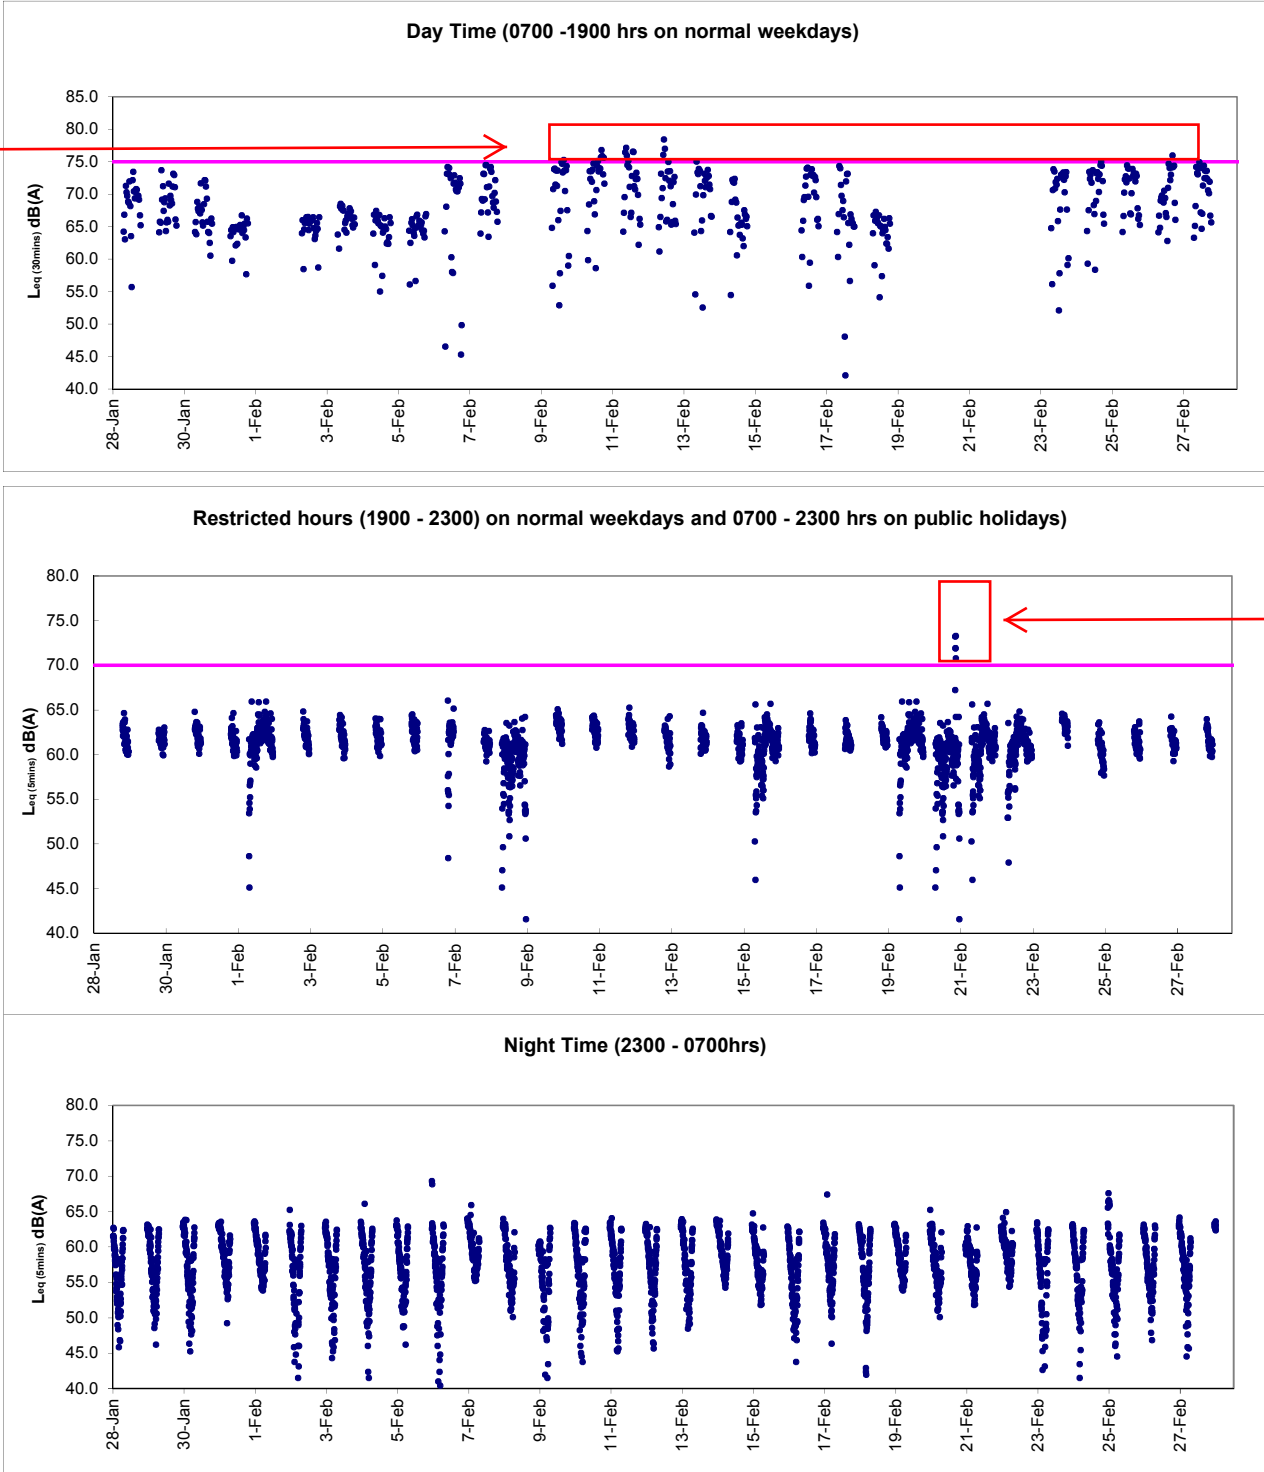 Day Time (0700 -1900 hrs on normal weekdays)
85.0
80.0
75.0
70.0
65.0
60.0
55.0
50.0
45.0
40.0
Leq (30mins) dB(A)
28-Jan
30-Jan
1-Feb
3-Feb
5-Feb
7-Feb
9-Feb
11-Feb
13-Feb
15-Feb
17-Feb
19-Feb
21-Feb
23-Feb
25-Feb
27-Feb
Restricted hours (1900 - 2300) on normal weekdays and 0700 - 2300 hrs on public holidays)
80.0
75.0
70.0
65.0
60.0
55.0
50.0
45.0
40.0
Leq (5mins) dB(A)
28-Jan
30-Jan
1-Feb
3-Feb
5-Feb
7-Feb
9-Feb
11-Feb
13-Feb
15-Feb
17-Feb
19-Feb
21-Feb
23-Feb
25-Feb
27-Feb
Night Time (2300 - 0700hrs)
80.0
75.0
70.0
65.0
60.0
55.0
50.0
45.0
40.0
Leq (5mins) dB(A)
28-Jan
30-Jan
1-Feb
3-Feb
5-Feb
7-Feb
9-Feb
11-Feb
13-Feb
15-Feb
17-Feb
19-Feb
21-Feb
23-Feb
25-Feb
27-Feb